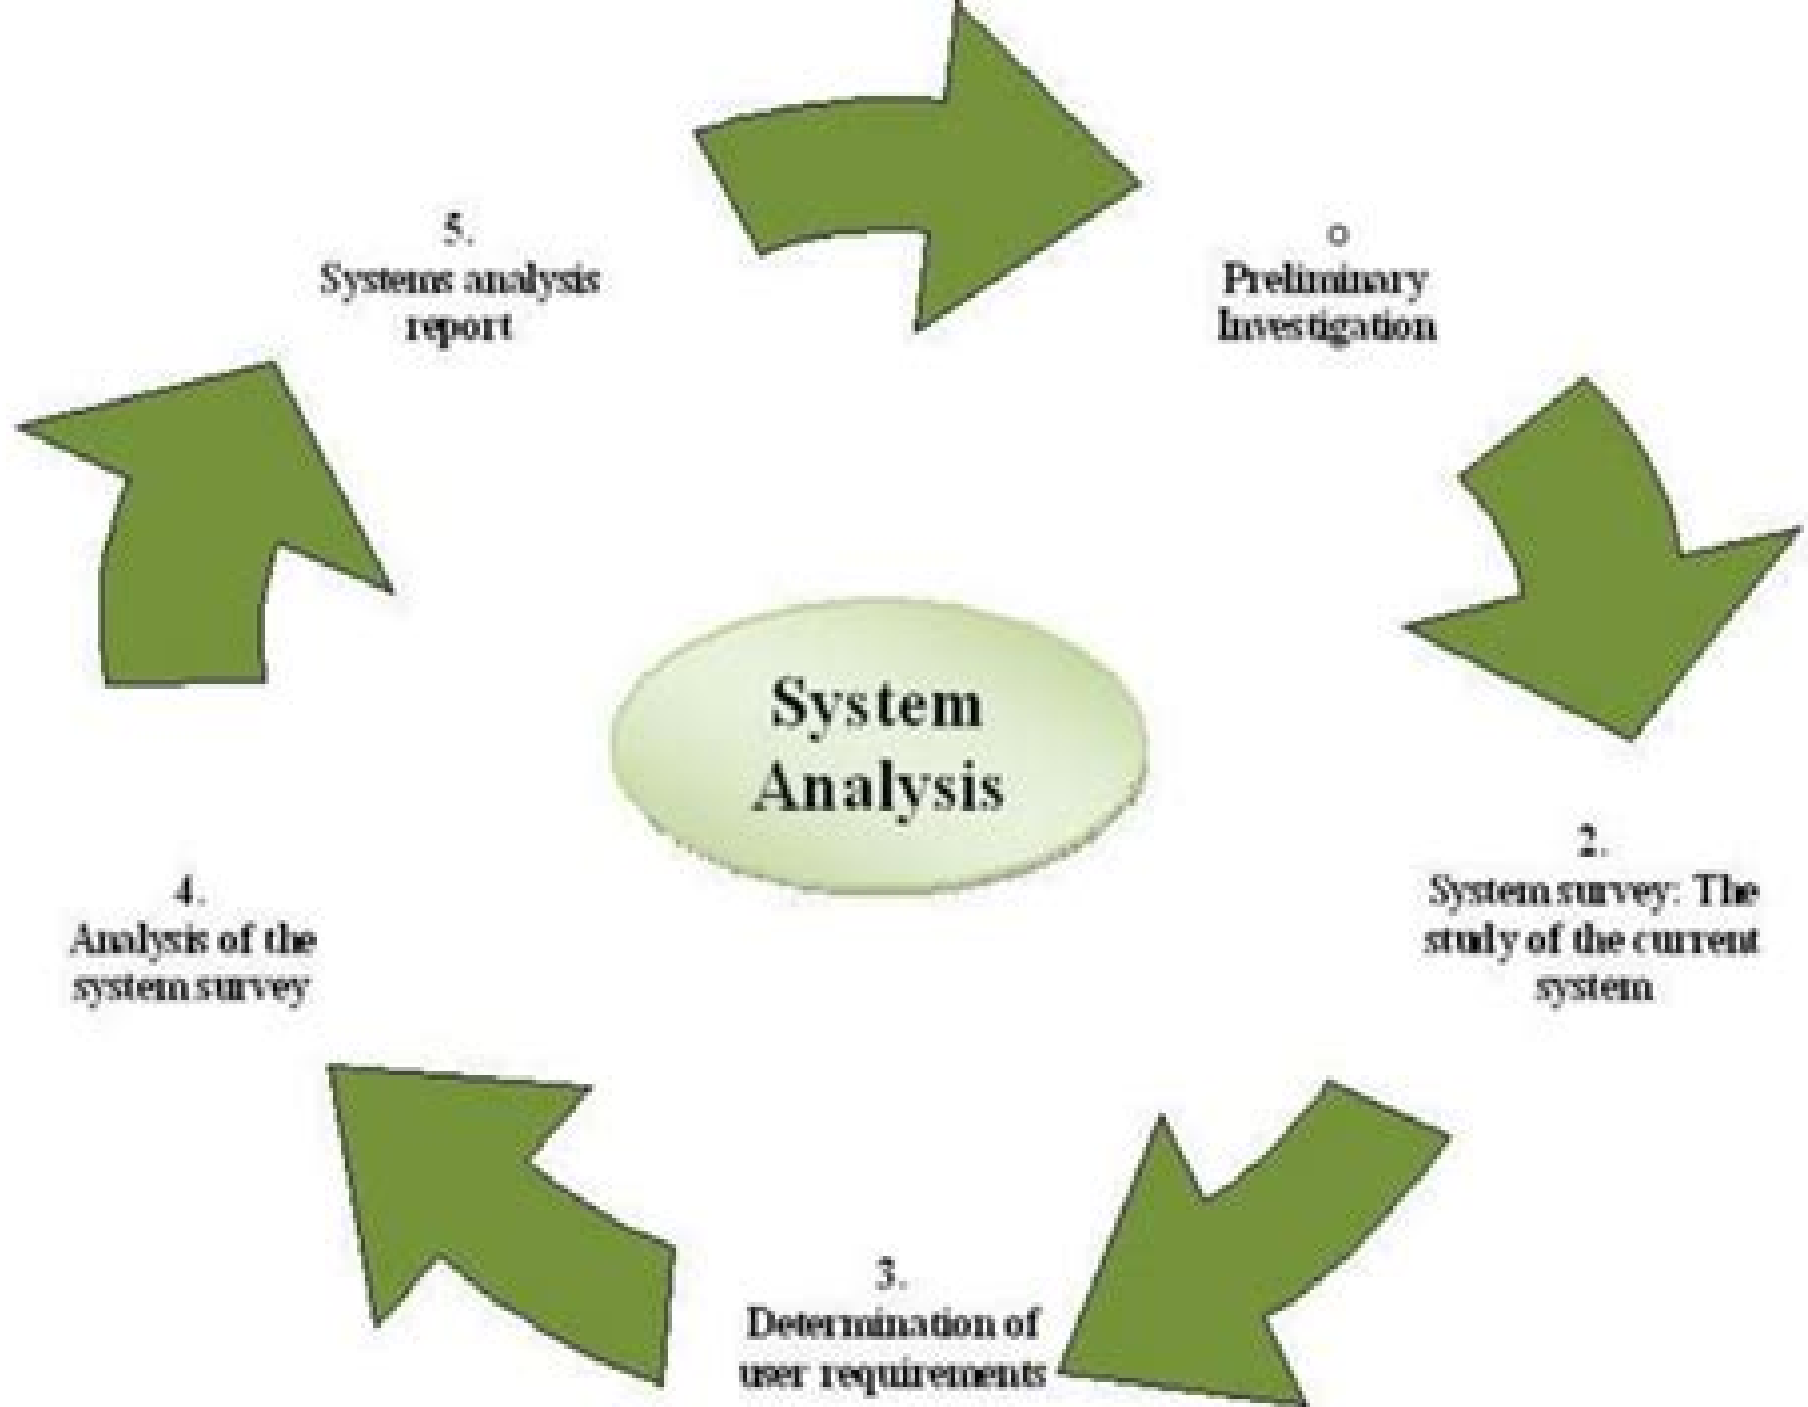 5.
Systems analysis
report
o
Preliminary
Investigation
System
Analysis
2.
System survey: The
study of the current
system
4.
Analysis of the
system survey
3.
Determination of
user requirements